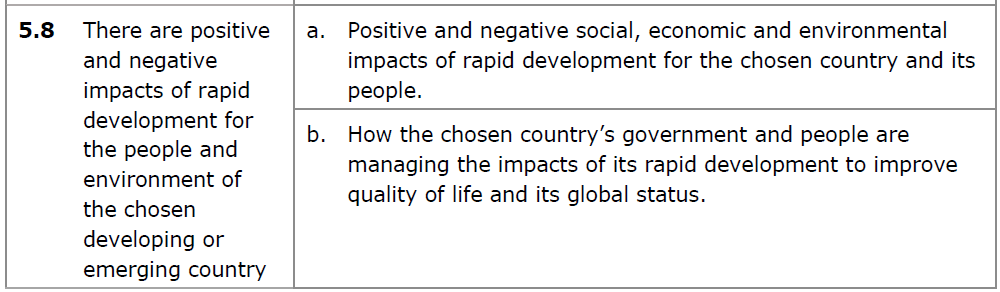 5.8 There are positive
and negative
impacts of rapid
development for
the people and
environment of
the chosen
developing or
emerging country
a. Positive and negative social, economic and environmental
impacts of rapid development for the chosen country and its
people.
b. How the chosen country’s government and people are
managing the impacts of its rapid development to improve
quality of life and its global status.